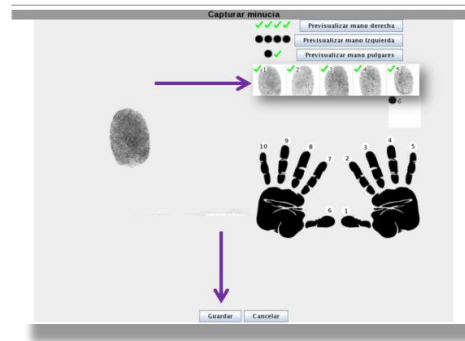 Capturar minucia
Previsualizar mano derecha
Previsualizar mano Izquierda
Previsualizar mano pulgares
1 2 3 4 5
6
10 9 8 7 2 3 4 5
6 1
Guardar Cancelar